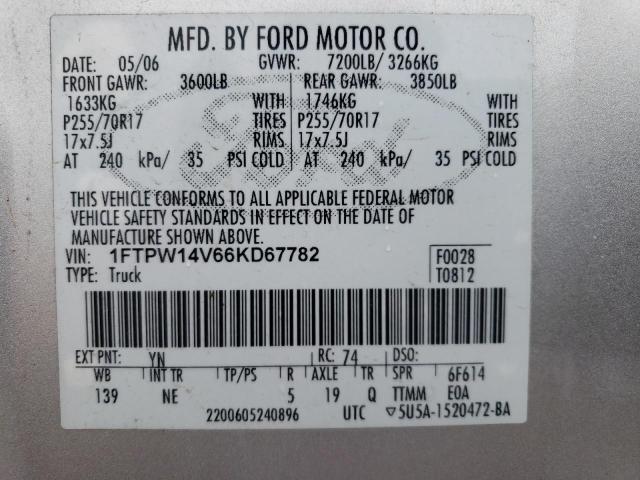 MFD. BY FORD MOTOR CO.
DATE: 05/06 GVWR: 7200LB/ 3266KG
FRONT GAWR: 3600LB REAR GAWR: 3850LB
1633KG WITH 1746KG WITH
P255/70R17 TIRES P255/70R17 TIRES
17x7.5J RIMS 17x7.5J RIMS
AT 240 kPa/ 35 PSI COLD AT 240 kPa/ 35 PSI COLD
THIS VEHICLE CONFORMS TO ALL APPLICABLE FEDERAL MOTOR
VEHICLE SAFETY STANDARDS IN EFFECT ON THE DATE OF
MANUFACTURE SHOWN ABOVE.
VIN: 1FTPW14V66KD67782 F0028
TYPE: Truck T0812
EXT PNT: YN RC: 74 DSO:
WB INT TR TP/PS R AXLE TR SPR 6F614
139 NE 5 19 Q TTMM EOA
2200605240896 UTC ▽5U5A-1520472-BA
Ford